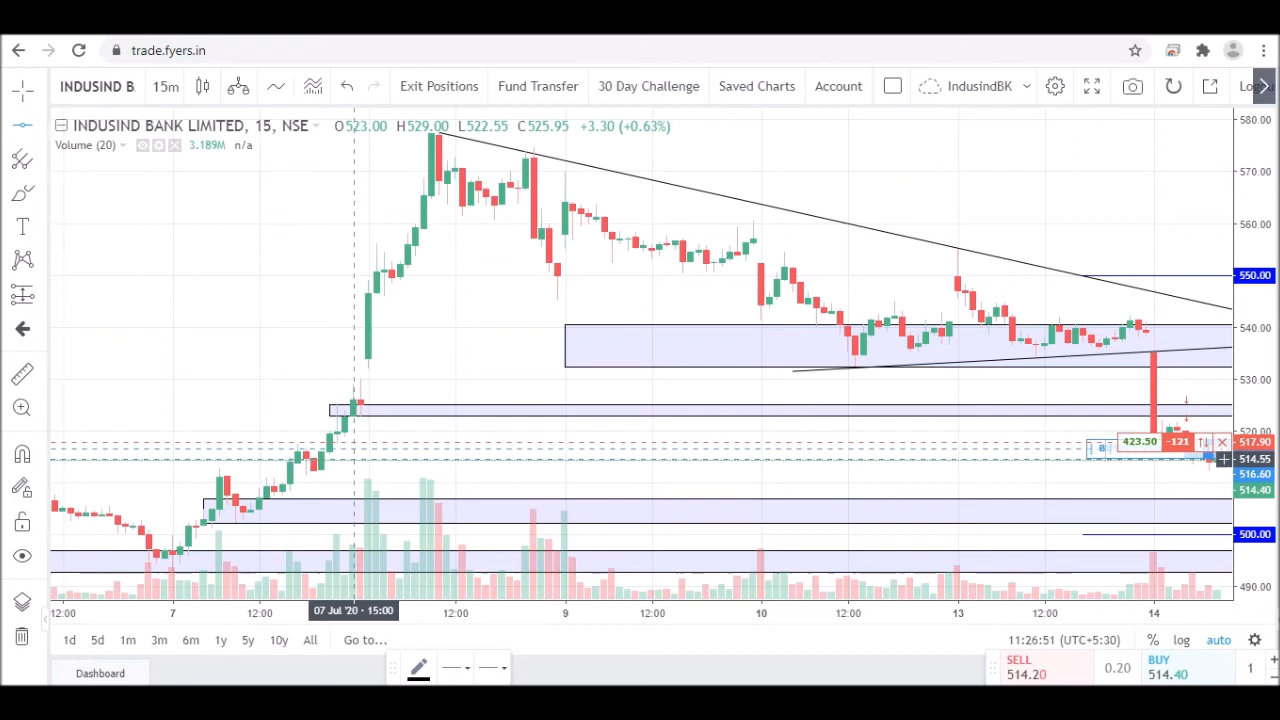 trade.fyers.in
INDUSIND B. 15m Exit Positions Fund Transfer 30 Day Challenge Saved Charts Account IndusindBK
INDUSIND BANK LIMITED, 15, NSE O523.00 H529.00 L522.55 C525.95 +3.30 (+0.63%)
Volume (20) 3.189M n/a
580.00
570.00
560.00
550.00
540.00
530.00
520.00
423.50 -121 517.90
B 514.55
516.60
514.40
500.00
490.00
12:00 7 12:00 07 Jul '20 - 15:00 12:00 9 12:00 10 12:00 13 12:00 14
1d 5d 1m 3m 6m 1y 5y 10y All Go to... 11:26:51 (UTC+5:30) % log auto
Dashboard
SELL 514.20 0.20 BUY 514.40 1